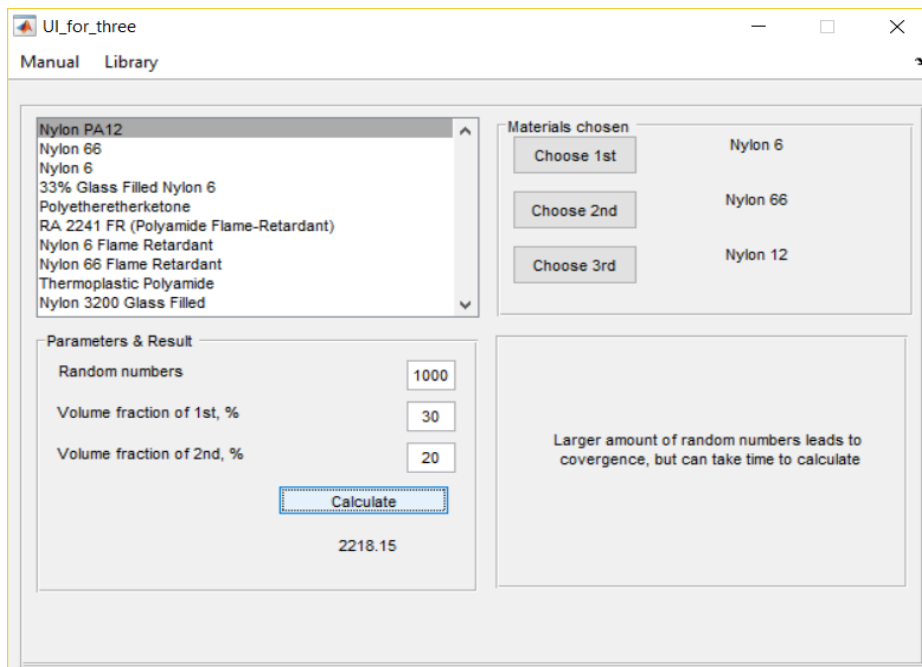 UI_for_three
Manual Library
Nylon PA12
Nylon 66
Nylon 6
33% Glass Filled Nylon 6
Polyetheretherketone
RA 2241 FR (Polyamide Flame-Retardant)
Nylon 6 Flame Retardant
Nylon 66 Flame Retardant
Thermoplastic Polyamide
Nylon 3200 Glass Filled
Materials chosen
Choose 1st Nylon 6
Choose 2nd Nylon 66
Choose 3rd Nylon 12
Parameters & Result
Random numbers 1000
Volume fraction of 1st, % 30
Volume fraction of 2nd, % 20
Calculate
2218.15
Larger amount of random numbers leads to
covergence, but can take time to calculate